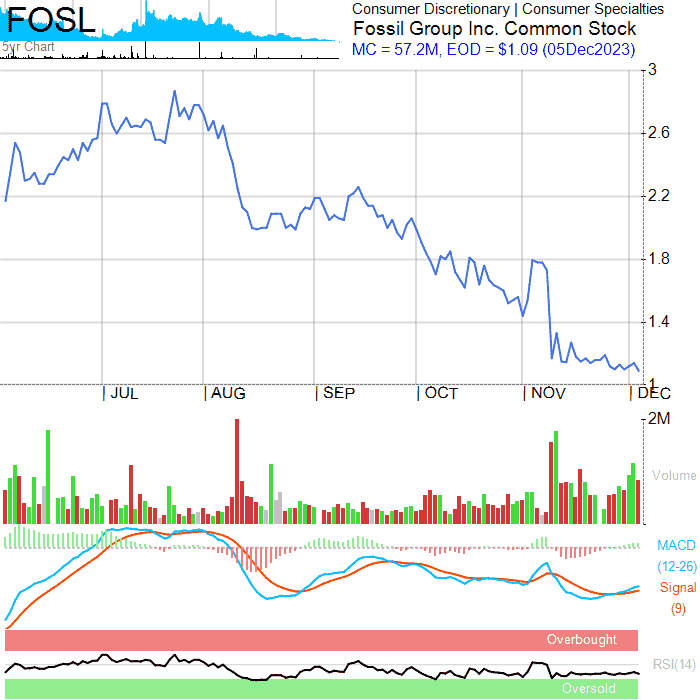 FOSL
5yr Chart
Consumer Discretionary | Consumer Specialties
Fossil Group Inc. Common Stock
MC = 57.2M, EOD = $1.09 (05Dec2023)
3
2.6
2.2
1.8
1.4
1
| JUL | AUG | SEP | OCT | NOV | DEC
2M
Volume
MACD
(12-26)
Signal
(9)
Overbought
RSI(14)
Oversold